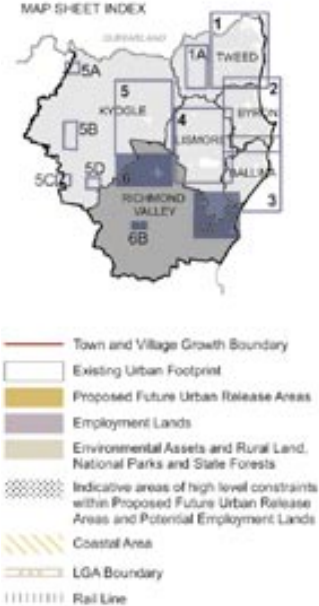 MAP SHEET INDEX
QUEENSLAND
1
1A
TWEED
5A
5
2
KYOGLE
4
BYRON
5B
LISMORE
5C
5D
6
BALLINA
RICHMOND
VALLEY
3
6B
Town and Village Growth Boundary
Existing Urban Footprint
Proposed Future Urban Release Areas
Employment Lands
Environmental Assets and Rural Land,
National Parks and State Forests
Indicative areas of high level constraints
within Proposed Future Urban Release
Areas and Potential Employment Lands
Coastal Area
LGA Boundary
Rail Line